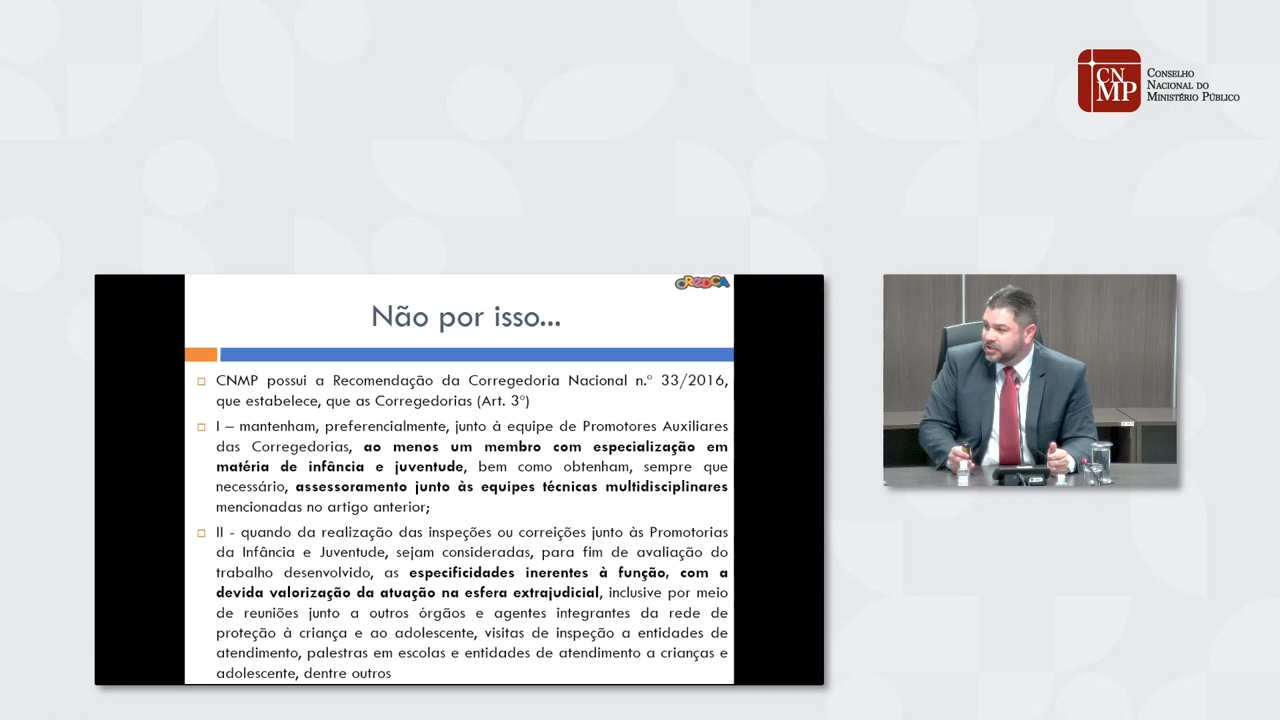 CN
MP
CONSELHO
NACIONAL DO
MINISTÉRIO PÚBLICO
CREDCA
Não por isso...
CNMP possui a Recomendação da Corregedoria Nacional n.º 33/2016,
que estabelece, que as Corregedorias (Art. 3º)
I – mantenham, preferencialmente, junto à equipe de Promotores Auxiliares
das Corregedorias, ao menos um membro com especialização em
matéria de infância e juventude, bem como obtenham, sempre que
necessário, assessoramento junto às equipes técnicas multidisciplinares
mencionadas no artigo anterior;
II - quando da realização das inspeções ou correições junto às Promotorias
da Infância e Juventude, sejam consideradas, para fim de avaliação do
trabalho desenvolvido, as especificidades inerentes à função, com a
devida valorização da atuação na esfera extrajudicial, inclusive por meio
de reuniões junto a outros órgãos e agentes integrantes da rede de
proteção à criança e ao adolescente, visitas de inspeção a entidades de
atendimento, palestras em escolas e entidades de atendimento a crianças e
adolescente, dentre outros